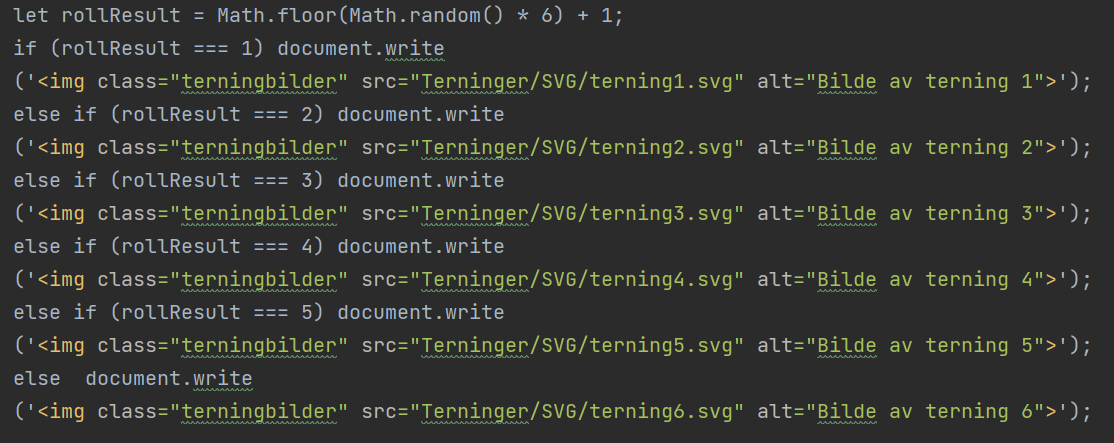 let rollResult = Math.floor(Math.random() * 6) + 1;
if (rollResult === 1) document.write
('<img class="terningbilder" src="Terninger/SVG/terning1.svg" alt="Bilde av terning 1">');
else if (rollResult === 2) document.write
('<img class="terningbilder" src="Terninger/SVG/terning2.svg" alt="Bilde av terning 2">');
else if (rollResult === 3) document.write
('<img class="terningbilder" src="Terninger/SVG/terning3.svg" alt="Bilde av terning 3">');
else if (rollResult === 4) document.write
('<img class="terningbilder" src="Terninger/SVG/terning4.svg" alt="Bilde av terning 4">');
else if (rollResult === 5) document.write
('<img class="terningbilder" src="Terninger/SVG/terning5.svg" alt="Bilde av terning 5">');
else  document.write
('<img class="terningbilder" src="Terninger/SVG/terning6.svg" alt="Bilde av terning 6">');